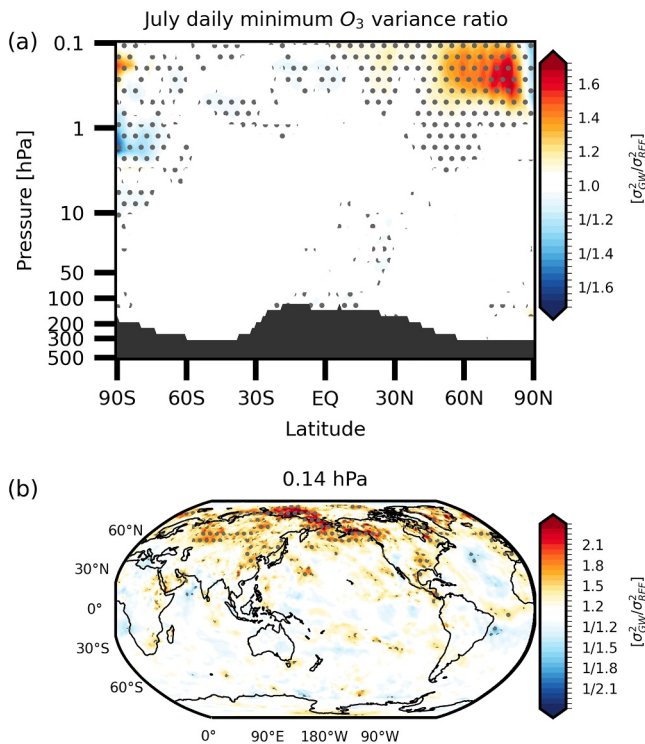 July daily minimum O₃ variance ratio
(a)
0.1
1
10
50
100
200
300
500
Pressure [hPa]
90S 60S 30S EQ 30N 60N 90N
Latitude
1.6
1.4
1.2
1.0
1/1.2
1/1.4
1/1.6
[σ²GW/σ²REF]
(b)
0.14 hPa
60°N
30°N
0°
30°S
60°S
0° 90°E 180°W 90°W
2.1
1.8
1.5
1.2
1/1.2
1/1.5
1/1.8
1/2.1
[σ²GW/σ²REF]